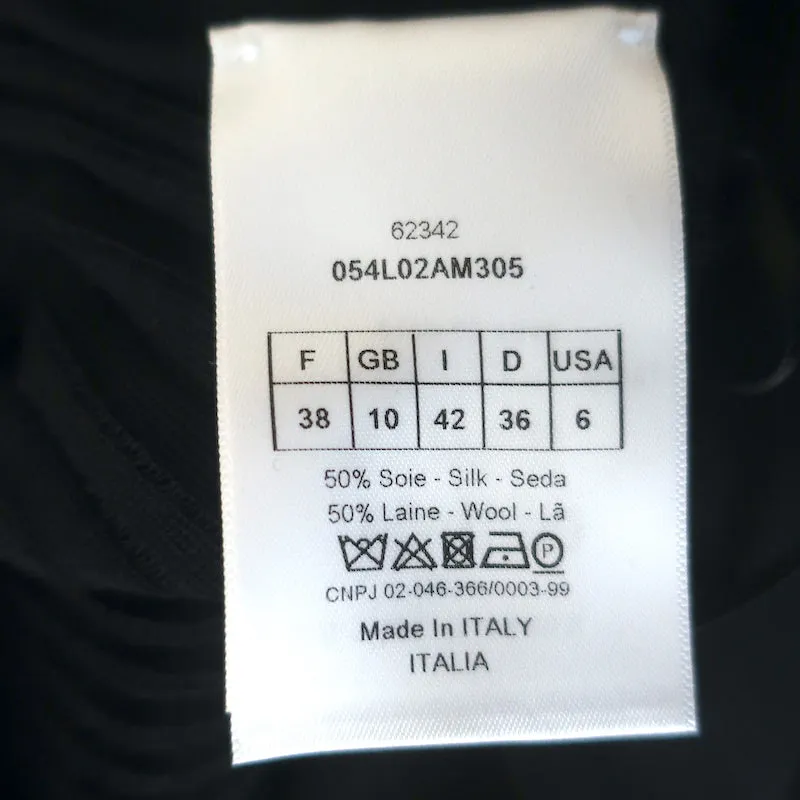 62342
054L02AM305
F GB I D USA
38 10 42 36 6
50% Soie - Silk - Seda
50% Laine - Wool - Lã
P
CNPJ 02-046-366/0003-99
Made In ITALY
ITALIA